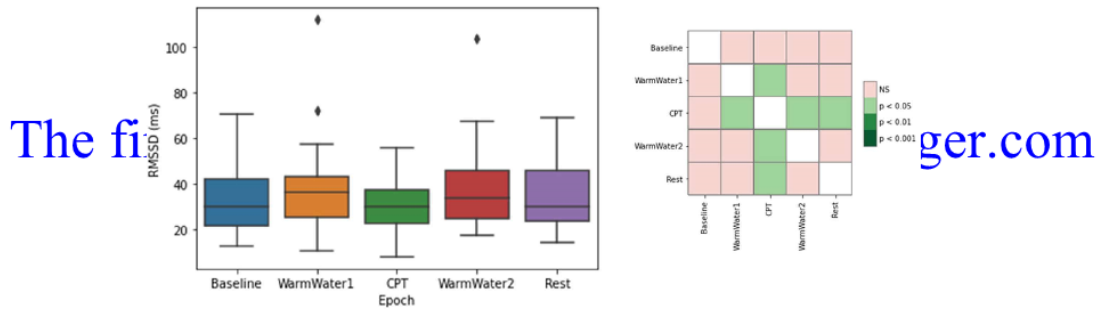 100
80
60
40
20
RMSSD (ms)
Baseline WarmWater1 CPT WarmWater2 Rest
Epoch
Baseline
WarmWater1
CPT
WarmWater2
Rest
Baseline WarmWater1 CPT WarmWater2 Rest
NS
p < 0.05
p < 0.01
p < 0.001
The
ger.com